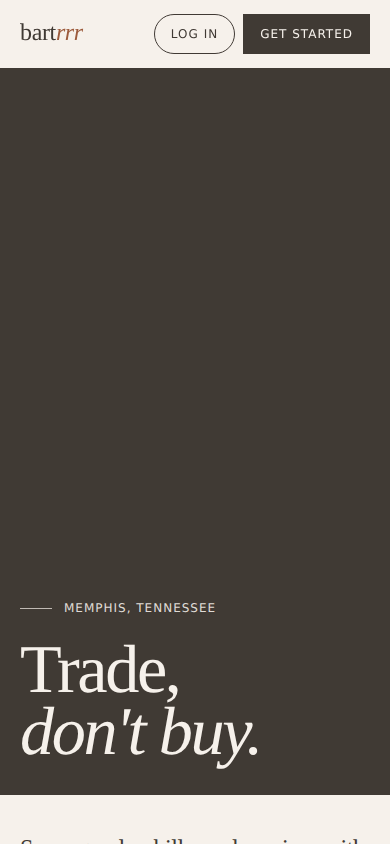 bartrrr
LOG IN
GET STARTED
MEMPHIS, TENNESSEE
Trade,
don't buy.